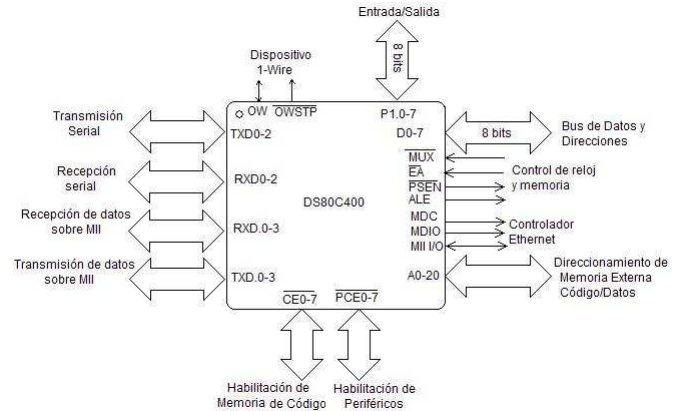 Entrada/Salida
8 bits
Dispositivo
1-Wire
OW OWSTP
P1.0-7
Transmisión
Serial
TXD0-2
D0-7
8 bits
Bus de Datos y
Direcciones
MUX
EA
PSEN
ALE
Control de reloj
y memoria
Recepción
serial
RXD0-2
DS80C400
Recepción de datos
sobre MII
RXD.0-3
MDC
MDIO
MII I/O
Controlador
Ethernet
Transmisión de datos
sobre MII
TXD.0-3
A0-20
Direccionamiento de
Memoria Externa
Código/Datos
CE0-7
PCE0-7
Habilitación de
Memoria de Código
Habilitación de
Periféricos